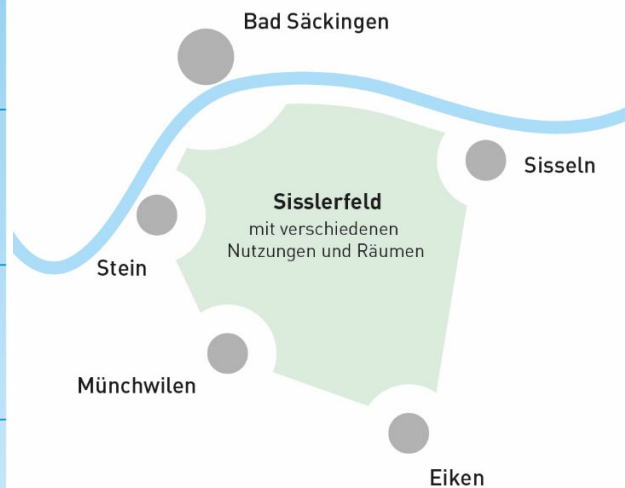 Bad Säckingen
Sisseln
Sisslerfeld
mit verschiedenen
Nutzungen und Räumen
Stein
Münchwilen
Eiken